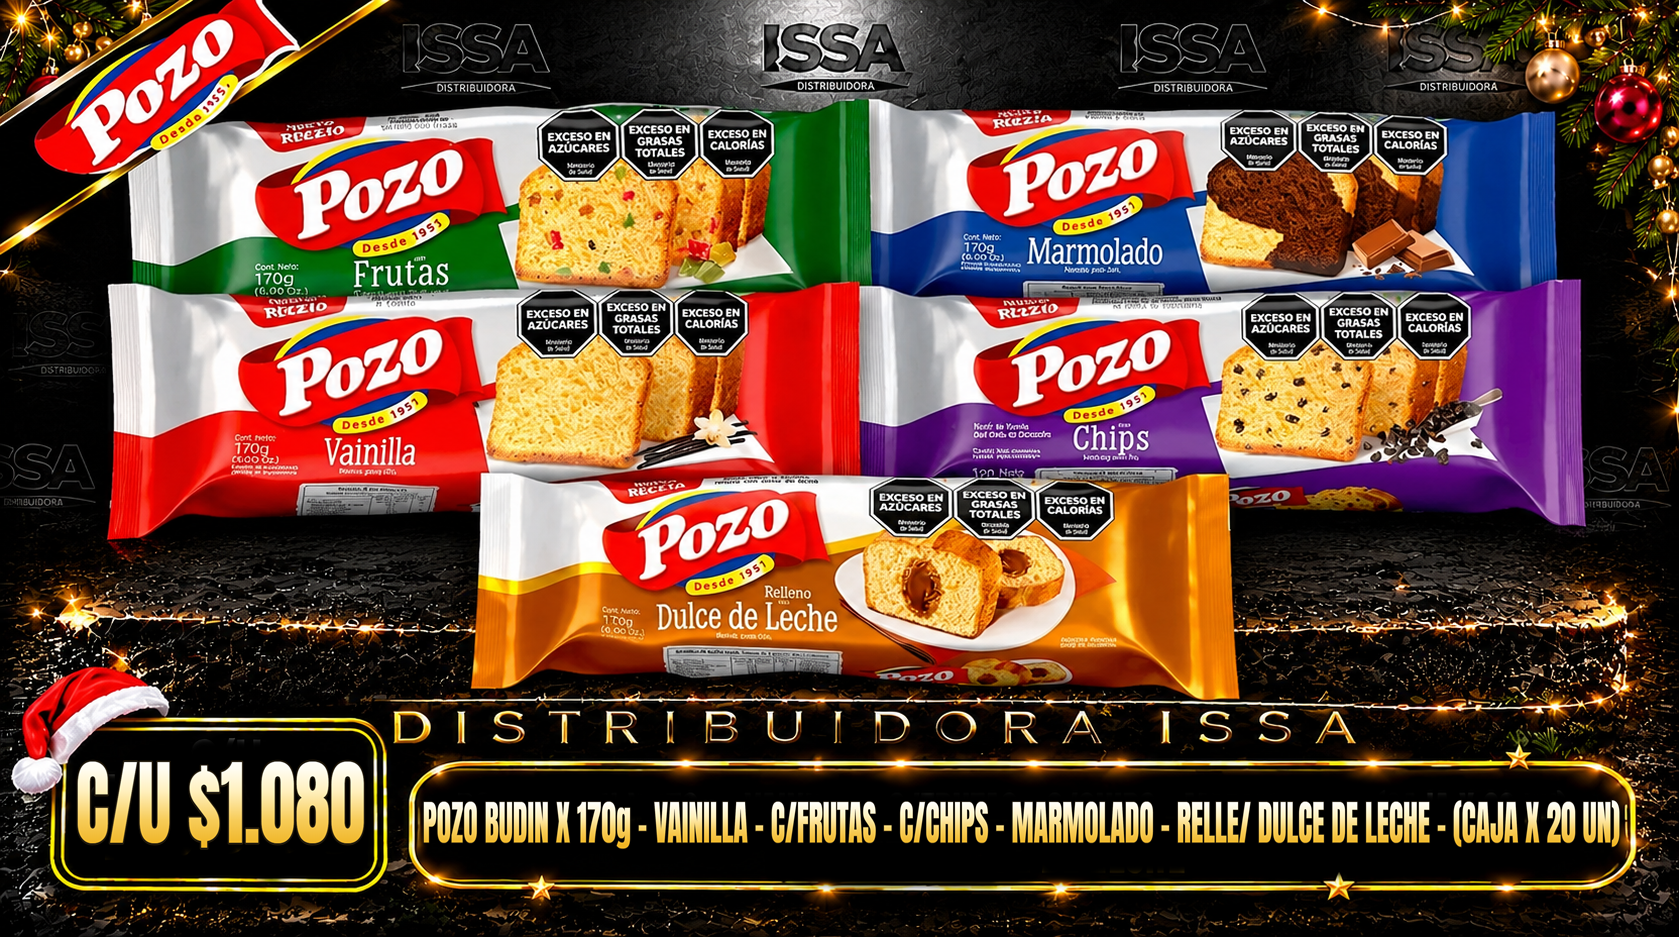 Pozo
Desde 1955
ISSA
DISTRIBUIDORA
ISSA
DISTRIBUIDORA
ISSA
DISTRIBUIDORA
ISSA
DISTRIBUIDORA
Pozo
Desde 1951
Cont. Neto:
170g
Frutas
EXCESO EN AZÚCARES
EXCESO EN GRASAS TOTALES
EXCESO EN CALORÍAS
Pozo
Desde 1951
Cont. Neto:
170g
Marmolado
EXCESO EN AZÚCARES
EXCESO EN GRASAS TOTALES
EXCESO EN CALORÍAS
Pozo
Desde 1951
Cont. Neto:
170g
Vainilla
EXCESO EN AZÚCARES
EXCESO EN GRASAS TOTALES
EXCESO EN CALORÍAS
Pozo
Desde 1951
Chips
EXCESO EN AZÚCARES
EXCESO EN GRASAS TOTALES
EXCESO EN CALORÍAS
Pozo
RECETA
Pozo
Desde 1951
Relleno
Dulce de Leche
170g
EXCESO EN AZÚCARES
EXCESO EN GRASAS TOTALES
EXCESO EN CALORÍAS
Pozo
DISTRIBUIDORA ISSA
C/U $1.080
POZO BUDIN X 170g - VAINILLA - C/FRUTAS - C/CHIPS - MARMOLADO - RELLE/ DULCE DE LECHE - (CAJA X 20 UN)